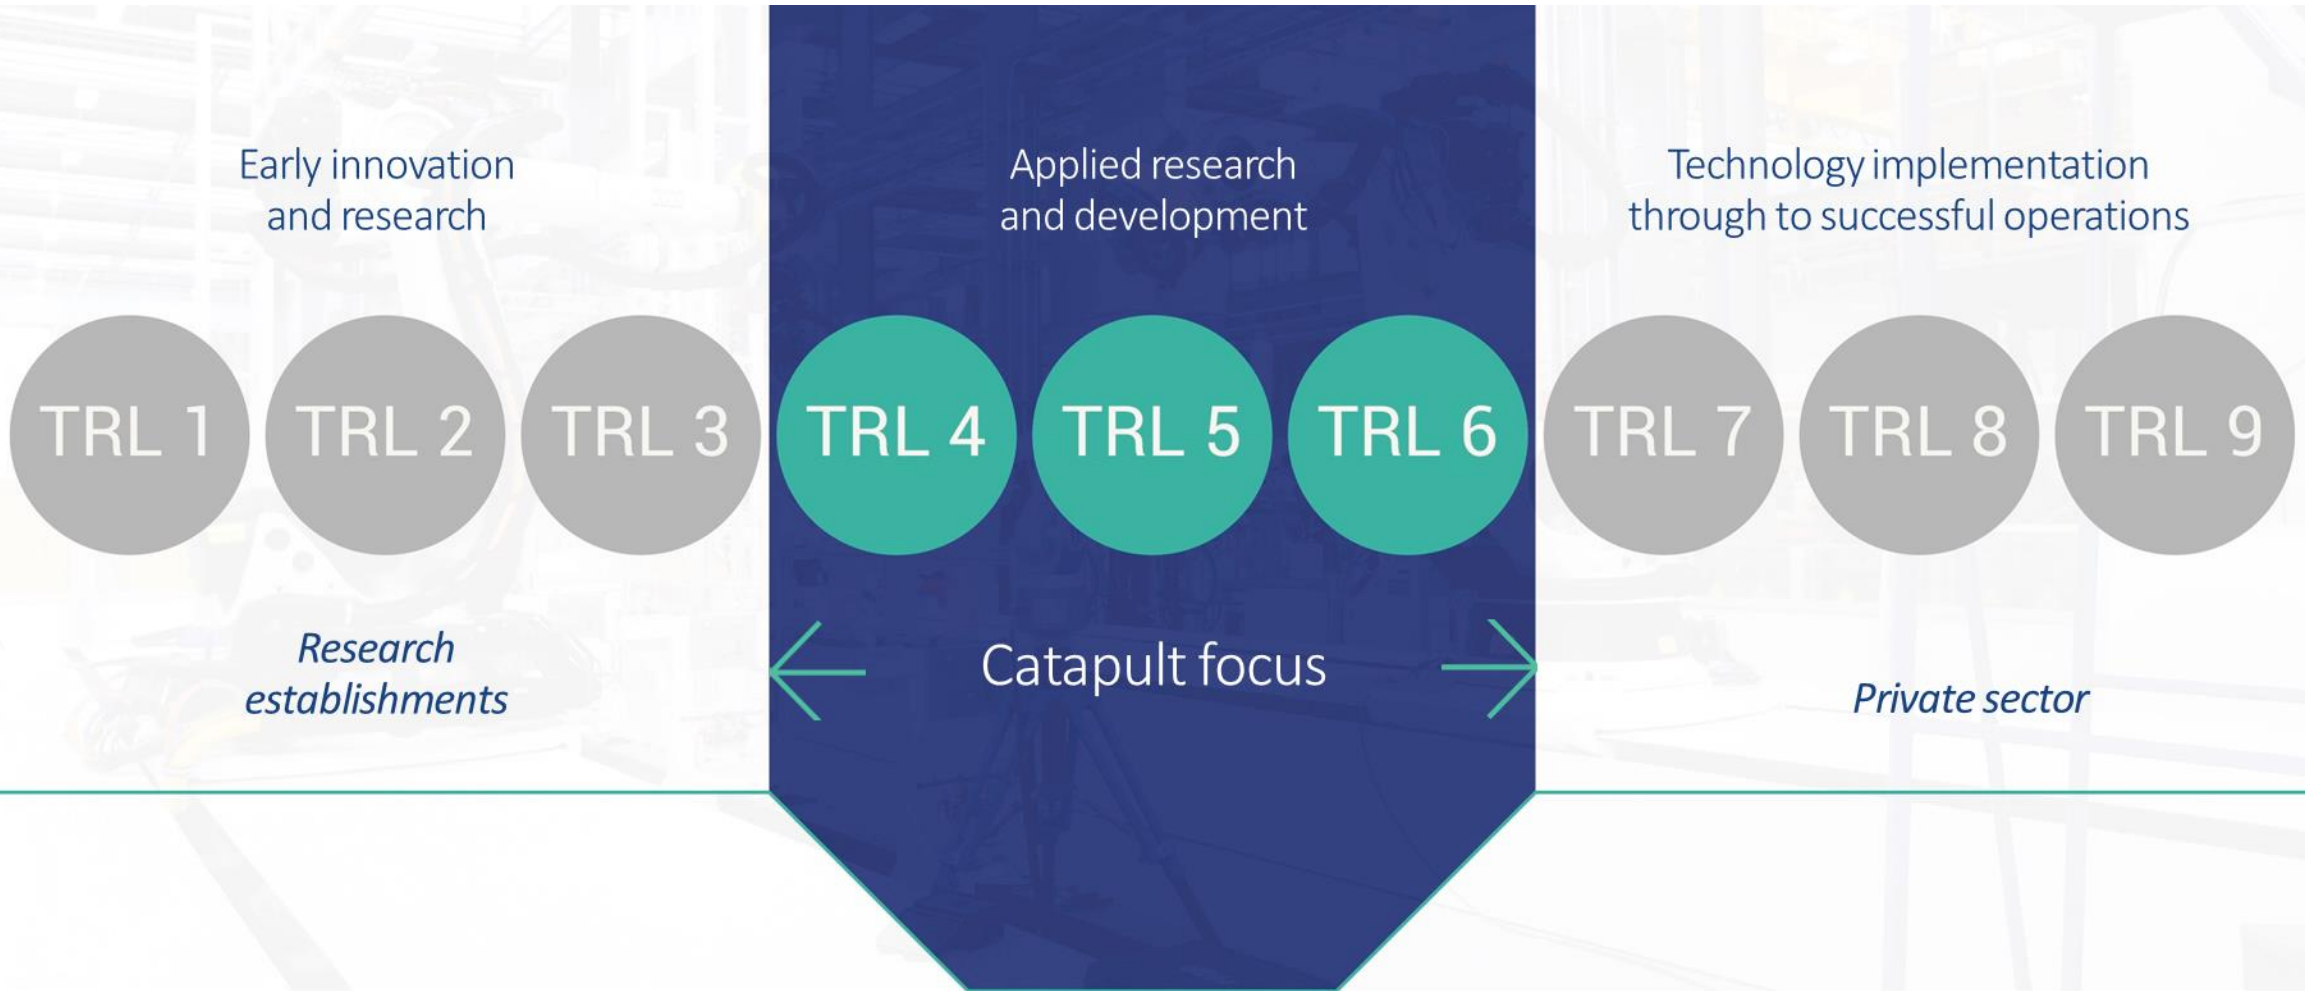 Early innovation
and research
Applied research
and development
Technology implementation
through to successful operations
TRL 1
TRL 2
TRL 3
TRL 4
TRL 5
TRL 6
TRL 7
TRL 8
TRL 9
Research
establishments
Catapult focus
Private sector